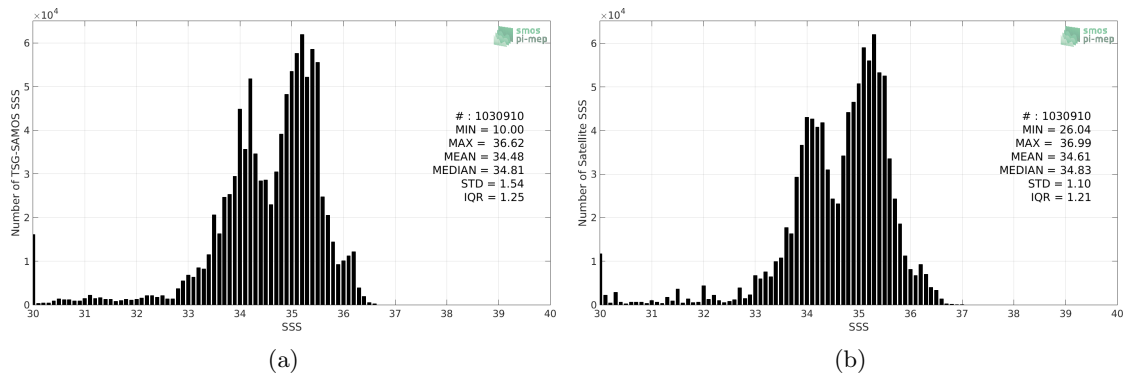 ×10⁴
6
5
4
3
2
1
0
Number of TSG-SAMOS SSS
smos
pi-mep
# : 1030910
MIN = 10.00
MAX =  36.62
MEAN = 34.48
MEDIAN = 34.81
STD = 1.54
IQR = 1.25
30 31 32 33 34 35 36 37 38 39 40
SSS
(a)
×10⁴
6
5
4
3
2
1
0
Number of Satellite SSS
smos
pi-mep
# : 1030910
MIN = 26.04
MAX =  36.99
MEAN = 34.61
MEDIAN = 34.83
STD = 1.10
IQR = 1.21
30 31 32 33 34 35 36 37 38 39 40
SSS
(b)